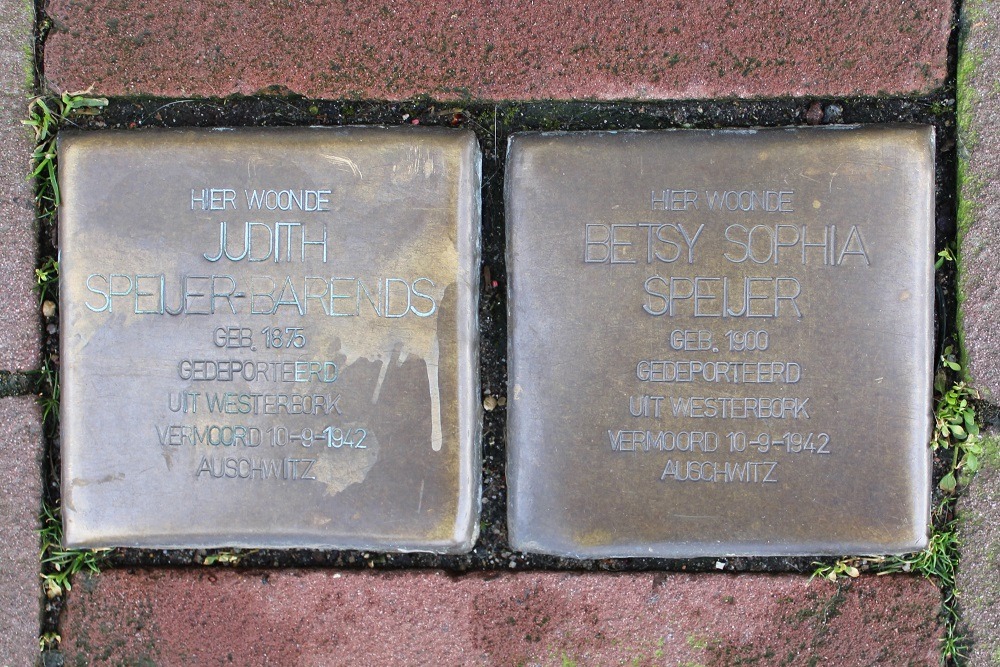 HIER WOONDE
JUDITH
SPEIJER-BARENDS
GEB. 1875
GEDEPORTEERD
UIT WESTERBORK
VERMOORD 10-9-1942
AUSCHWITZ
HIER WOONDE
BETSY SOPHIA
SPEIJER
GEB. 1900
GEDEPORTEERD
UIT WESTERBORK
VERMOORD 10-9-1942
AUSCHWITZ